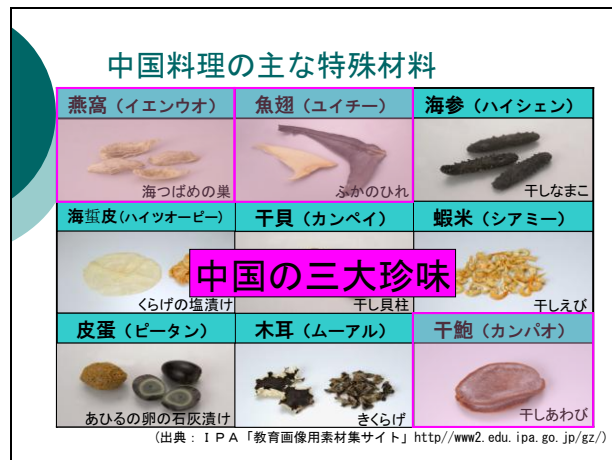 中国料理の主な特殊材料
燕窩（イエンウオ）
魚翅（ユイチー）
海参（ハイシェン）
海つばめの巣
ふかのひれ
干しなまこ
海蜇皮(ハイツオーピー)
干貝（カンペイ）
蝦米（シアミー）
中国の三大珍味
くらげの塩漬け
干し貝柱
干しえび
皮蛋（ピータン）
木耳（ムーアル）
干鮑（カンパオ）
あひるの卵の石灰漬け
きくらげ
干しあわび
(出典：ＩＰＡ「教育画像用素材集サイト」http//www2.edu.ipa.go.jp/gz/)